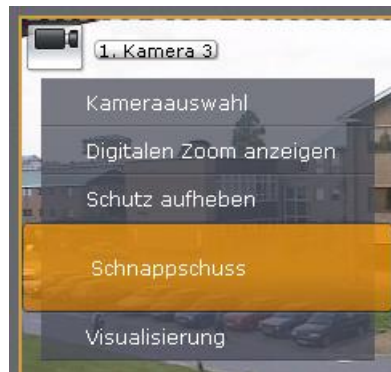 1. Kamera 3
Kameraauswahl
Digitalen Zoom anzeigen
Schutz aufheben
Schnappschuss
Visualisierung